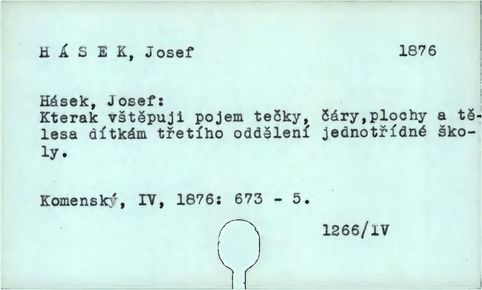 HÁSEK, Josef 1876
Hásek, Josef:
Kterak vštěpuji pojem tečky, čáry,plochy a tě-
lesa dítkám třetího oddělení jednotřídné ško-
ly.
Komenský, IV, 1876: 673 - 5.
1266/IV